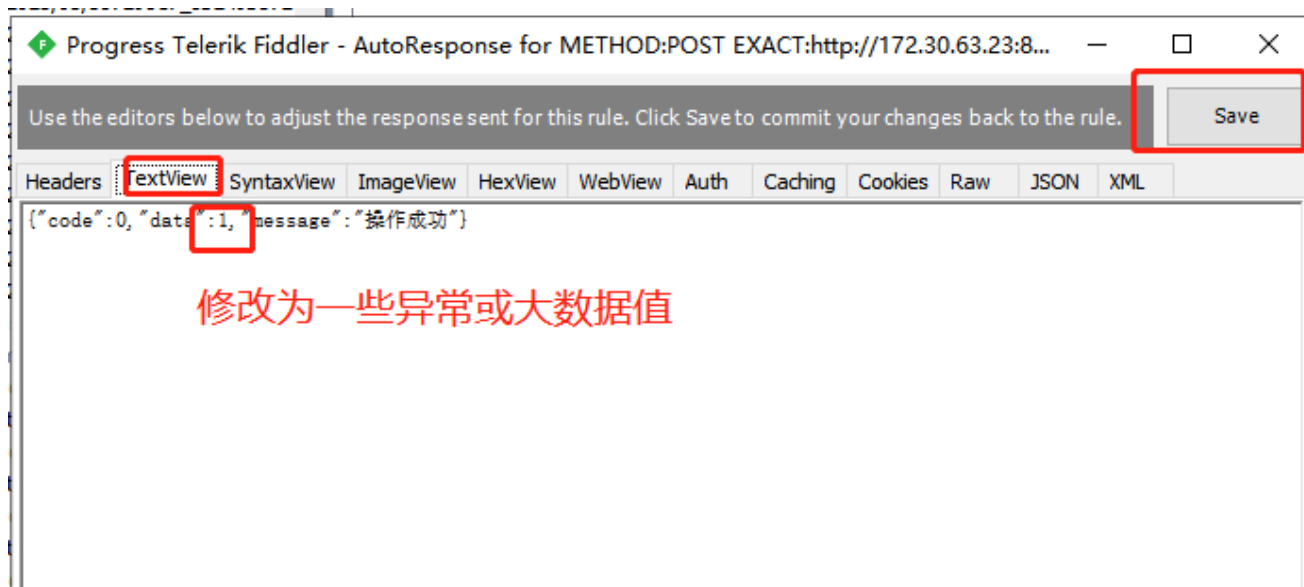 Progress Telerik Fiddler - AutoResponse for METHOD:POST EXACT:http://172.30.63.23:8...
Use the editors below to adjust the response sent for this rule. Click Save to commit your changes back to the rule.
Save
Headers TextView SyntaxView ImageView HexView WebView Auth Caching Cookies Raw JSON XML
{"code":0,"data":1,"message":"操作成功"}
修改为一些异常或大数据值